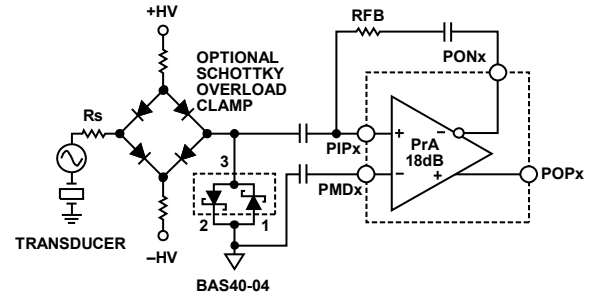 +HV
RFB
OPTIONAL
SCHOTTKY
OVERLOAD
CLAMP
PONx
Rs
+
–
PrA
18dB
PIPx
3
PMDx
–
+
POPx
2
1
TRANSDUCER
–HV
BAS40-04